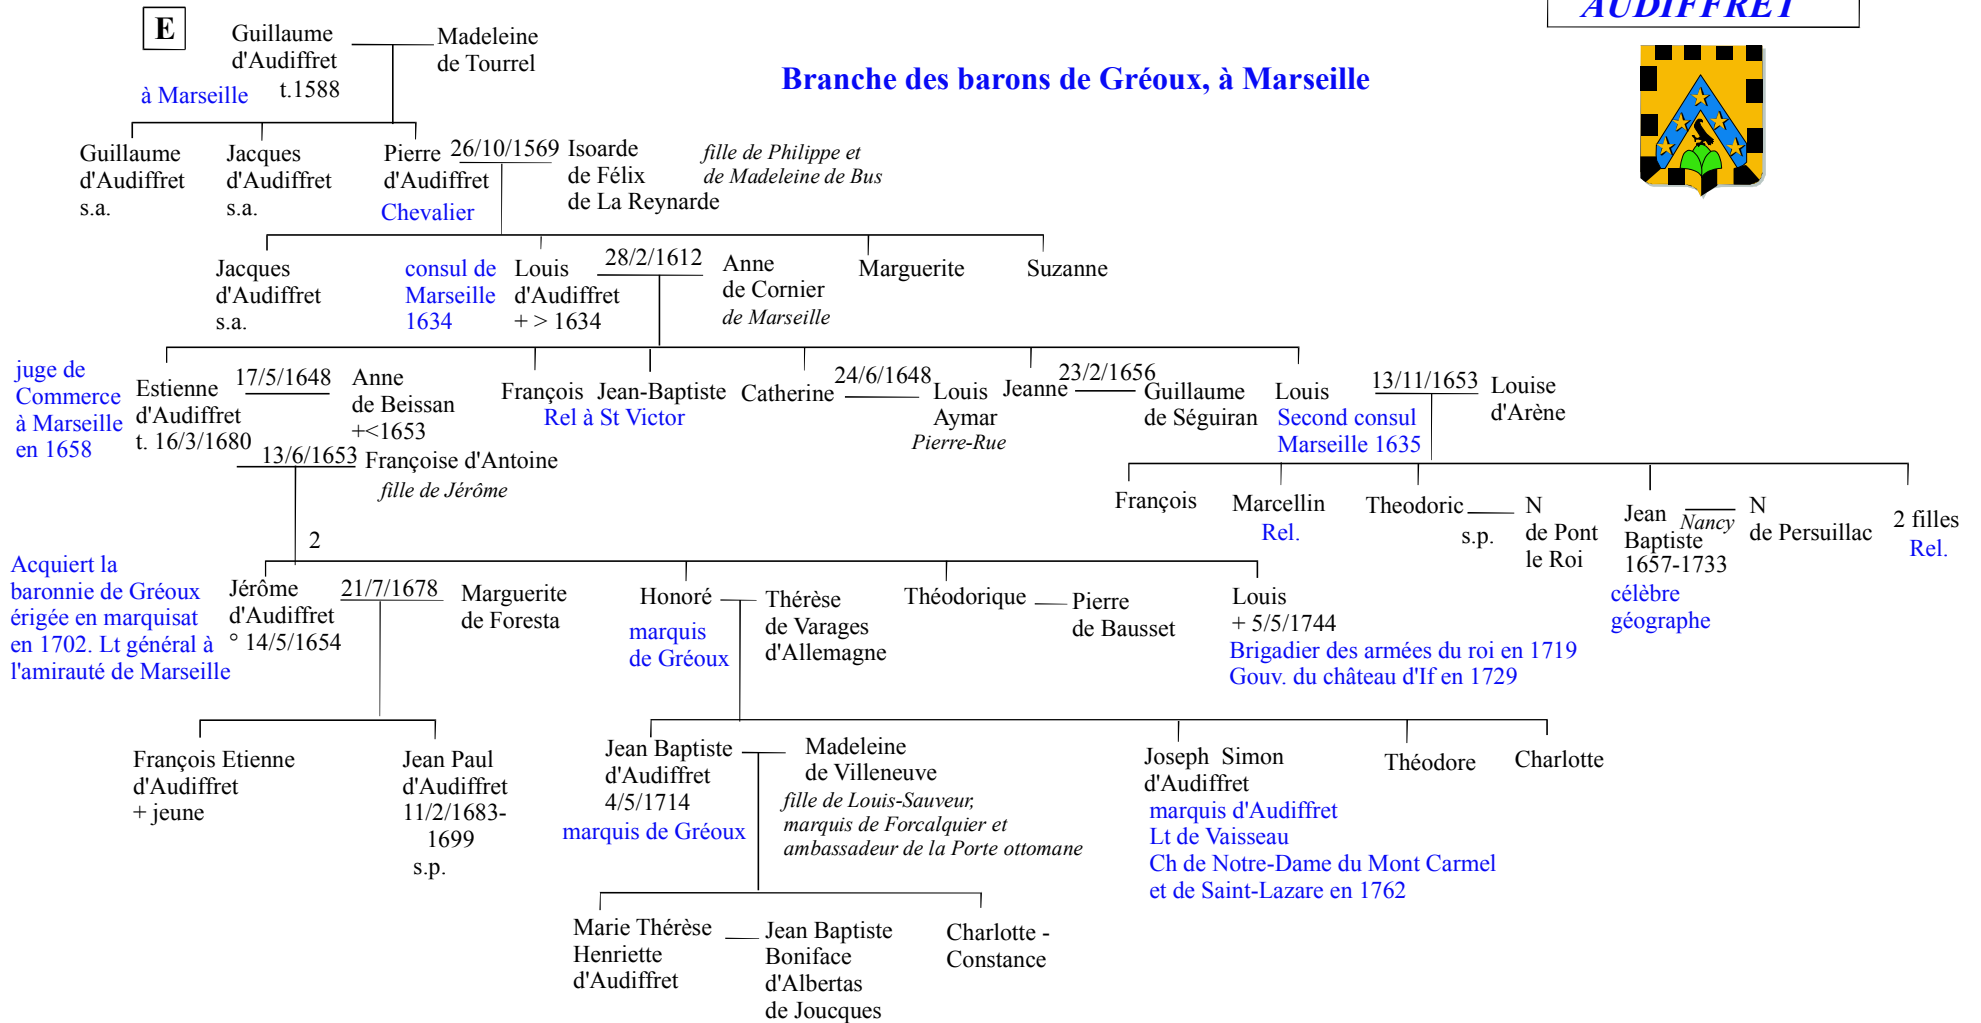 AUDIFFRET
E
Guillaume
d'Audiffret
t.1588
à Marseille
Madeleine
de Tourrel
Branche des barons de Gréoux, à Marseille
Guillaume
d'Audiffret
s.a.
Jacques
d'Audiffret
s.a.
Pierre
d'Audiffret
Chevalier
26/10/1569
Isoarde
de Félix
de La Reynarde
fille de Philippe et
de Madeleine de Bus
Jacques
d'Audiffret
s.a.
consul de
Marseille
1634
Louis
d'Audiffret
+ > 1634
28/2/1612
Anne
de Cornier
de Marseille
Marguerite
Suzanne
juge de
Commerce
à Marseille
en 1658
Estienne
d'Audiffret
t. 16/3/1680
17/5/1648
Anne
de Beissan
+<1653
13/6/1653
Françoise d'Antoine
fille de Jérôme
François
Jean-Baptiste
Rel à St Victor
Catherine
24/6/1648
Louis
Aymar
Pierre-Rue
Jeanne
23/2/1656
Guillaume
de Séguiran
Louis
Second consul
Marseille 1635
13/11/1653
Louise
d'Arène
François
Marcellin
Rel.
Theodoric
s.p.
N
de Pont
le Roi
Jean
Baptiste
1657-1733
célèbre
géographe
Nancy
N
de Persuillac
2 filles
Rel.
2
Acquiert la
baronnie de Gréoux
érigée en marquisat
en 1702. Lt général à
l'amirauté de Marseille
Jérôme
d'Audiffret
° 14/5/1654
21/7/1678
Marguerite
de Foresta
Honoré
marquis
de Gréoux
Thérèse
de Varages
d'Allemagne
Théodorique
Pierre
de Bausset
Louis
+ 5/5/1744
Brigadier des armées du roi en 1719
Gouv. du château d'If en 1729
François Etienne
d'Audiffret
+ jeune
Jean Paul
d'Audiffret
11/2/1683-
1699
s.p.
Jean Baptiste
d'Audiffret
4/5/1714
marquis de Gréoux
Madeleine
de Villeneuve
fille de Louis-Sauveur,
marquis de Forcalquier et
ambassadeur de la Porte ottomane
Joseph Simon
d'Audiffret
marquis d'Audiffret
Lt de Vaisseau
Ch de Notre-Dame du Mont Carmel
et de Saint-Lazare en 1762
Théodore
Charlotte
Marie Thérèse
Henriette
d'Audiffret
Jean Baptiste
Boniface
d'Albertas
de Joucques
Charlotte -
Constance